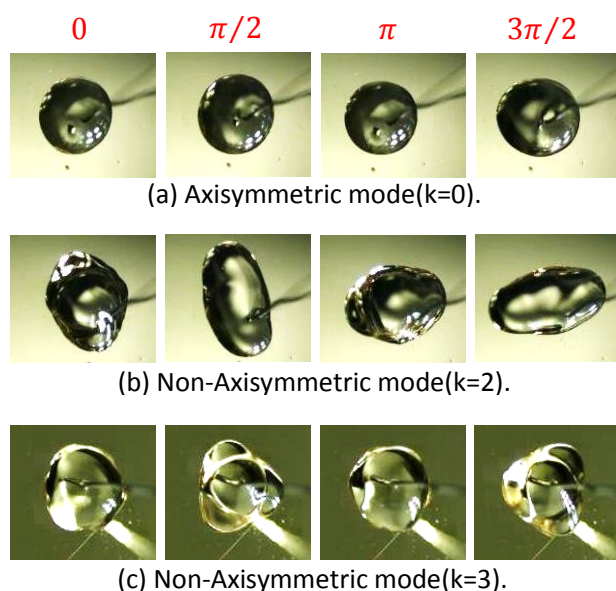 0 π/2 π 3π/2
(a) Axisymmetric mode(k=0).
(b) Non-Axisymmetric mode(k=2).
(c) Non-Axisymmetric mode(k=3).